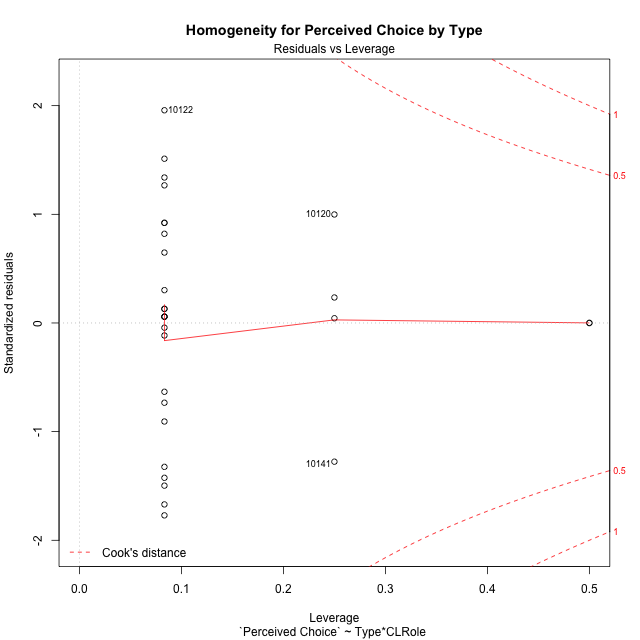 Homogeneity for Perceived Choice by Type
Residuals vs Leverage
Standardized residuals
2
1
0
-1
-2
10122
10120
10141
1
0.5
0.5
1
Cook's distance
0.0 0.1 0.2 0.3 0.4 0.5
Leverage
`Perceived Choice` ~ Type*CLRole